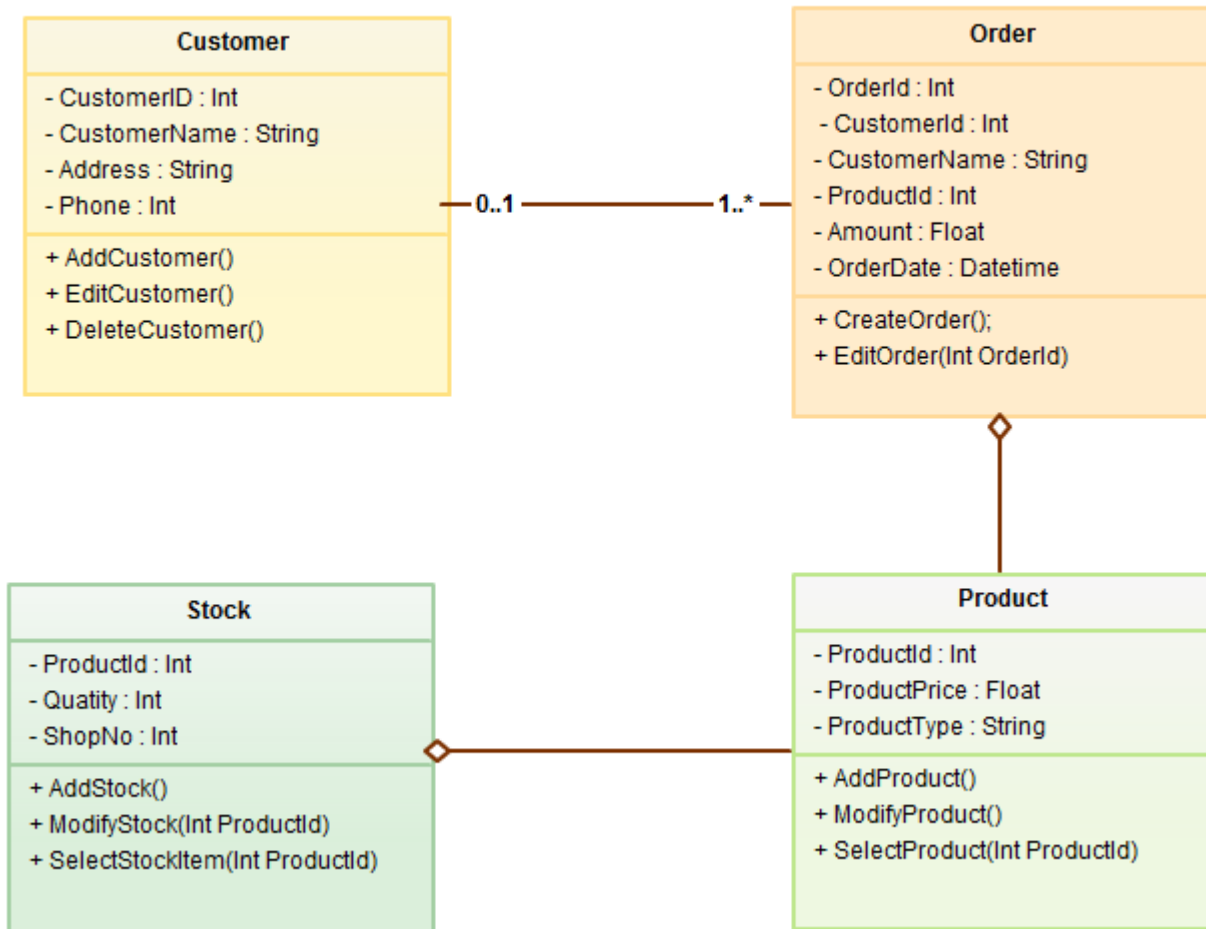 Customer
- CustomerID : Int
- CustomerName : String
- Address : String
- Phone : Int
+ AddCustomer()
+ EditCustomer()
+ DeleteCustomer()
0..1
1..*
Order
- OrderId : Int
- CustomerId : Int
- CustomerName : String
- ProductId : Int
- Amount : Float
- OrderDate : Datetime
+ CreateOrder();
+ EditOrder(Int OrderId)
Stock
- ProductId : Int
- Quatity : Int
- ShopNo : Int
+ AddStock()
+ ModifyStock(Int ProductId)
+ SelectStockItem(Int ProductId)
Product
- ProductId : Int
- ProductPrice : Float
- ProductType : String
+ AddProduct()
+ ModifyProduct()
+ SelectProduct(Int ProductId)